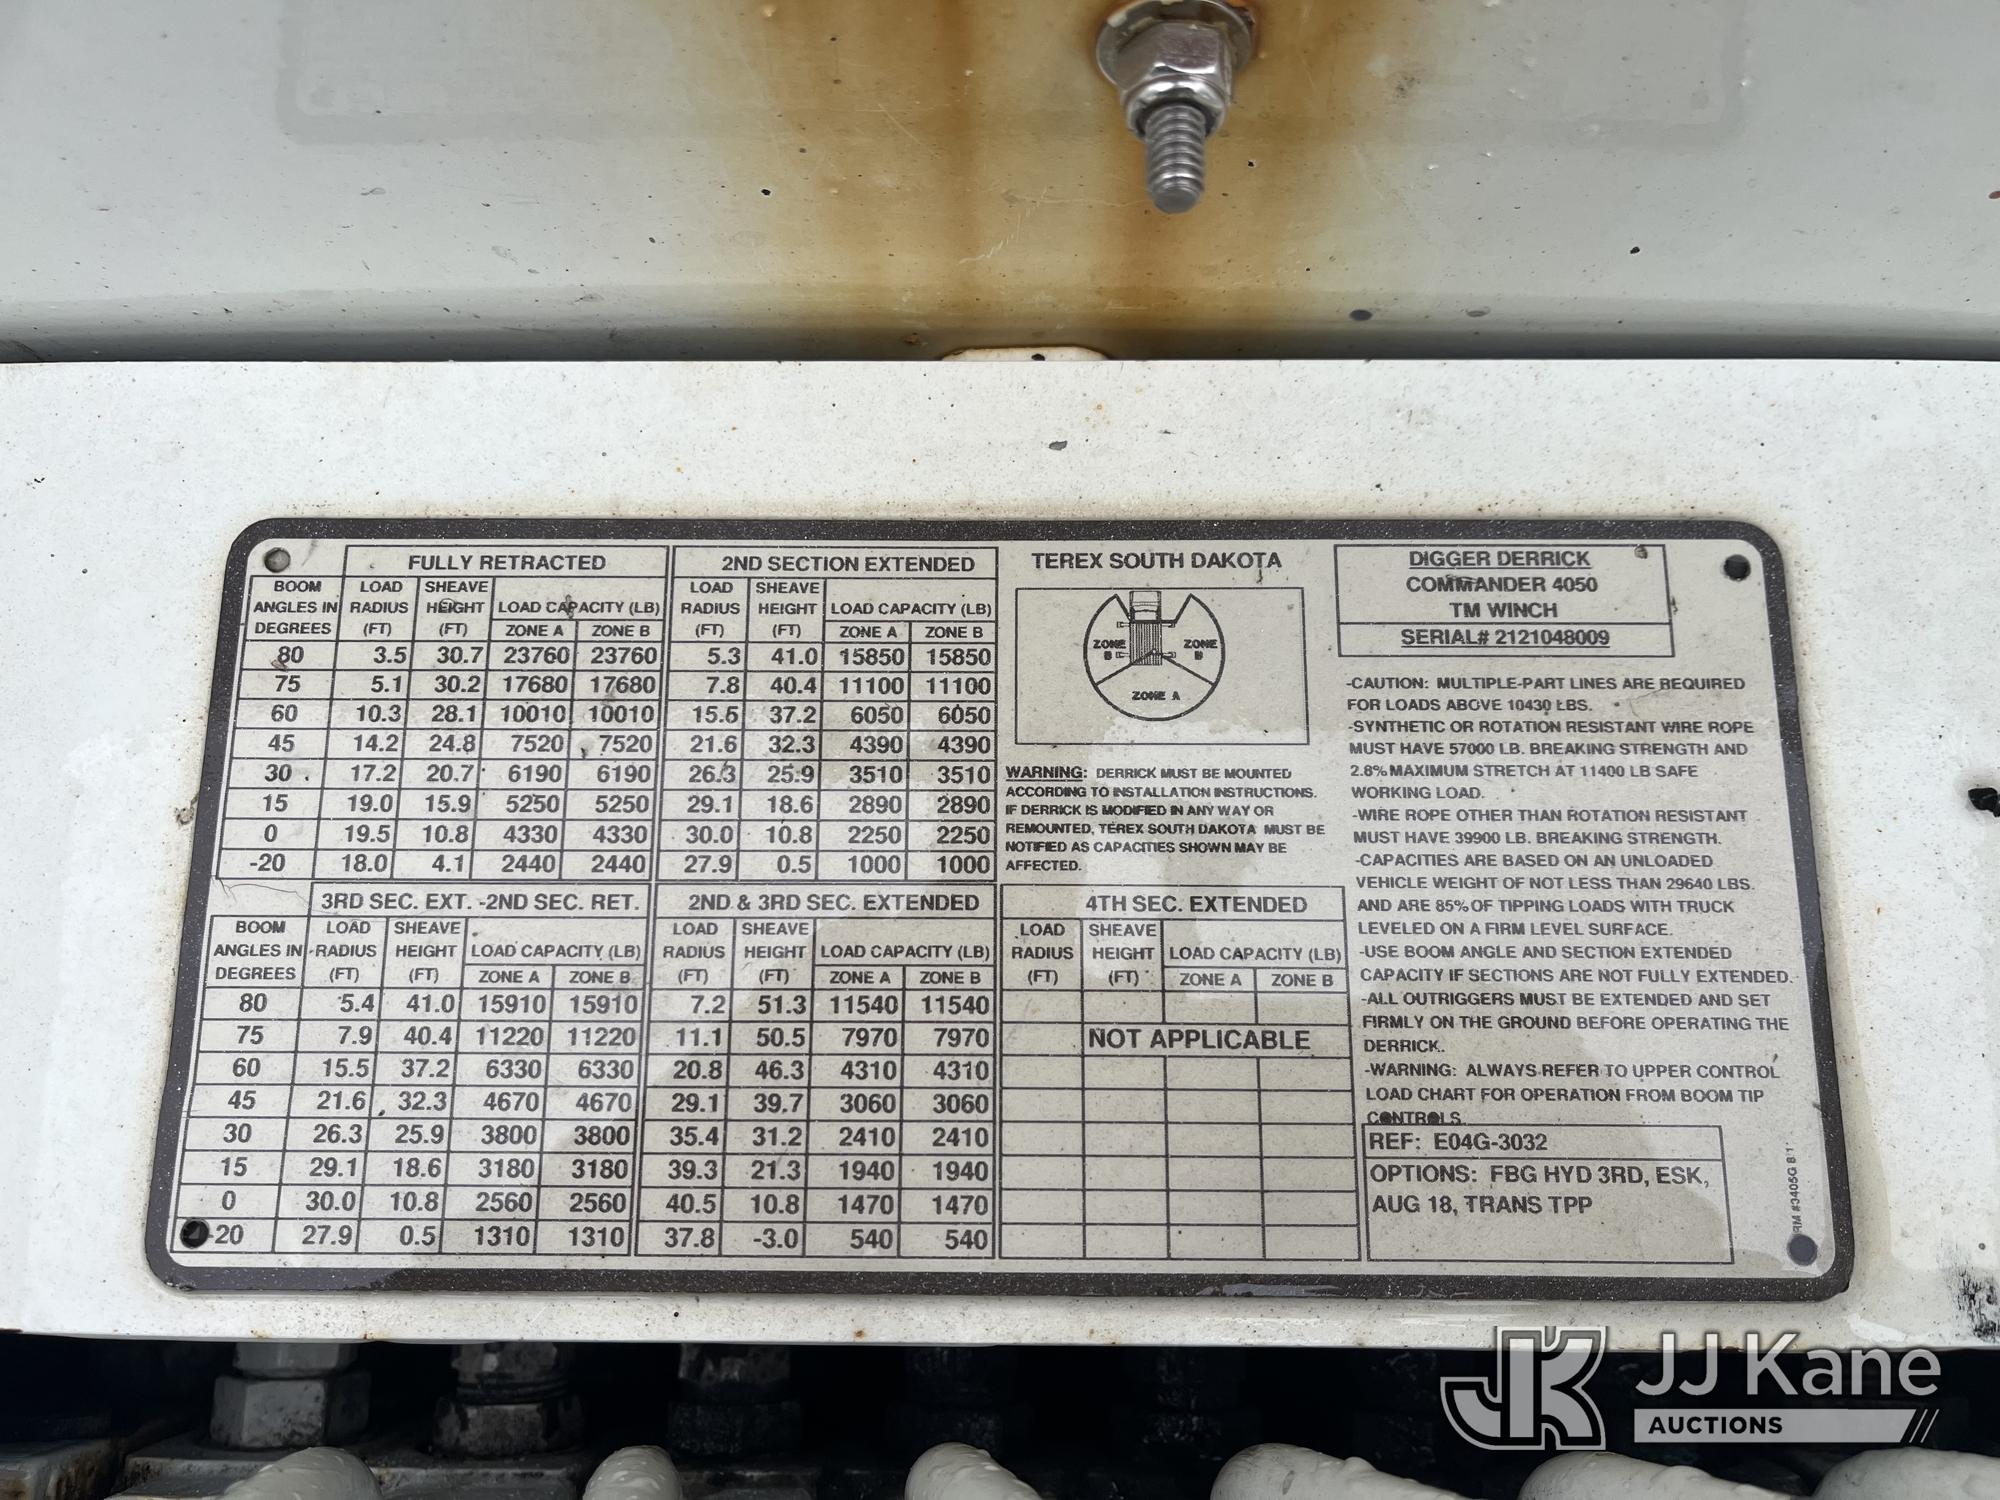 FULLY RETRACTED
BOOM ANGLES IN DEGREES LOAD RADIUS (FT) SHEAVE HEIGHT (FT) LOAD CAPACITY (LB) ZONE A ZONE B
80 3.5 30.7 23760 23760
75 5.1 30.2 17680 17680
60 10.3 28.1 10010 10010
45 14.2 24.8 7520 7520
30 17.2 20.7 6190 6190
15 19.0 15.9 5250 5250
0 19.5 10.8 4330 4330
-20 18.0 4.1 2440 2440
2ND SECTION EXTENDED
LOAD RADIUS (FT) SHEAVE HEIGHT (FT) LOAD CAPACITY (LB) ZONE A ZONE B
5.3 41.0 15850 15850
7.8 40.4 11100 11100
15.5 37.2 6050 6050
21.6 32.3 4390 4390
26.3 25.9 3510 3510
29.1 18.6 2890 2890
30.0 10.8 2250 2250
27.9 0.5 1000 1000
3RD SEC. EXT. -2ND SEC. RET.
BOOM ANGLES IN DEGREES LOAD RADIUS (FT) SHEAVE HEIGHT (FT) LOAD CAPACITY (LB) ZONE A ZONE B
80 5.4 41.0 15910 15910
75 7.9 40.4 11220 11220
60 15.5 37.2 6330 6330
45 21.6 32.3 4670 4670
30 26.3 25.9 3800 3800
15 29.1 18.6 3180 3180
0 30.0 10.8 2560 2560
-20 27.9 0.5 1310 1310
2ND & 3RD SEC. EXTENDED
LOAD RADIUS (FT) SHEAVE HEIGHT (FT) LOAD CAPACITY (LB) ZONE A ZONE B
7.2 51.3 11540 11540
11.1 50.5 7970 7970
20.8 46.3 4310 4310
29.1 39.7 3060 3060
35.4 31.2 2410 2410
39.3 21.3 1940 1940
40.5 10.8 1470 1470
37.8 -3.0 540 540
TEREX SOUTH DAKOTA
ZONE B ZONE B
ZONE A
WARNING: DERRICK MUST BE MOUNTED
ACCORDING TO INSTALLATION INSTRUCTIONS.
IF DERRICK IS MODIFIED IN ANY WAY OR
REMOUNTED, TEREX SOUTH DAKOTA MUST BE
NOTIFIED AS CAPACITIES SHOWN MAY BE
AFFECTED.
4TH SEC. EXTENDED
LOAD RADIUS (FT) SHEAVE HEIGHT (FT) LOAD CAPACITY (LB) ZONE A ZONE B
NOT APPLICABLE
DIGGER DERRICK
COMMANDER 4050
TM WINCH
SERIAL# 2121048009
-CAUTION: MULTIPLE-PART LINES ARE REQUIRED
FOR LOADS ABOVE 10430 LBS.
-SYNTHETIC OR ROTATION RESISTANT WIRE ROPE
MUST HAVE 57000 LB. BREAKING STRENGTH AND
2.8% MAXIMUM STRETCH AT 11400 LB SAFE
WORKING LOAD.
-WIRE ROPE OTHER THAN ROTATION RESISTANT
MUST HAVE 39900 LB. BREAKING STRENGTH.
-CAPACITIES ARE BASED ON AN UNLOADED
VEHICLE WEIGHT OF NOT LESS THAN 29640 LBS.
AND ARE 85% OF TIPPING LOADS WITH TRUCK
LEVELED ON A FIRM LEVEL SURFACE.
-USE BOOM ANGLE AND SECTION EXTENDED
CAPACITY IF SECTIONS ARE NOT FULLY EXTENDED.
-ALL OUTRIGGERS MUST BE EXTENDED AND SET
FIRMLY ON THE GROUND BEFORE OPERATING THE
DERRICK.
-WARNING: ALWAYS REFER TO UPPER CONTROL
LOAD CHART FOR OPERATION FROM BOOM TIP
CONTROLS.
REF: E04G-3032
OPTIONS: FBG HYD 3RD, ESK,
AUG 18, TRANS TPP
JK JJ Kane
AUCTIONS